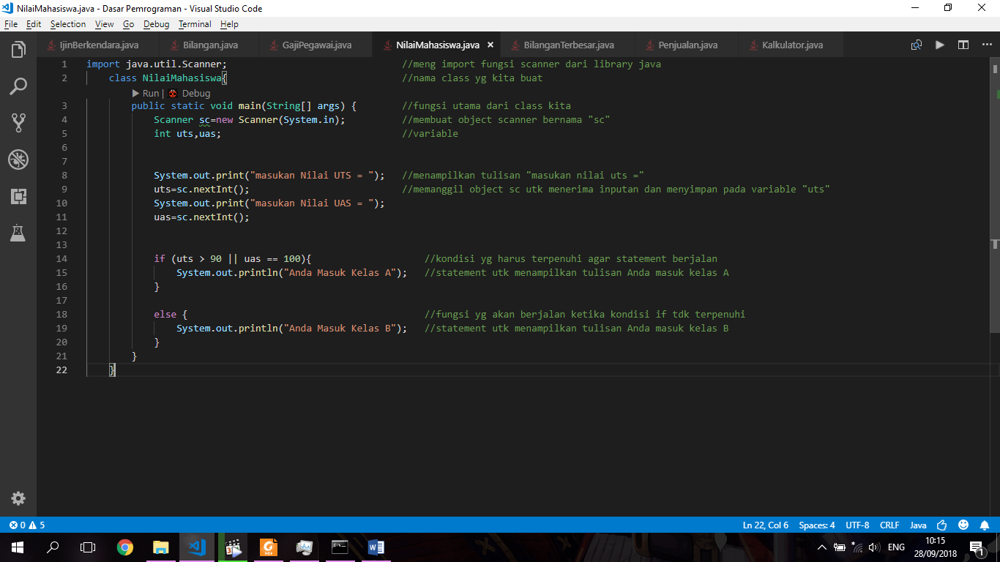 NilaiMahasiswa.java - Dasar Pemrograman - Visual Studio Code
File Edit Selection View Go Debug Terminal Help
IjinBerkendara.java Bilangan.java GajiPegawai.java NilaiMahasiswa.java BilanganTerbesar.java Penjualan.java Kalkulator.java
1 import java.util.Scanner; //meng import fungsi scanner dari library java
2 class NilaiMahasiswa{ //nama class yg kita buat
Run | Debug
3 public static void main(String[] args) { //fungsi utama dari class kita
4 Scanner sc=new Scanner(System.in); //membuat object scanner bernama "sc"
5 int uts,uas; //variable
6
7
8 System.out.print("masukan Nilai UTS = "); //menampilkan tulisan "masukan nilai uts ="
9 uts=sc.nextInt(); //memanggil object sc utk menerima inputan dan menyimpan pada variable "uts"
10 System.out.print("masukan Nilai UAS = ");
11 uas=sc.nextInt();
12
13
14 if (uts > 90 || uas == 100){ //kondisi yg harus terpenuhi agar statement berjalan
15 System.out.println("Anda Masuk Kelas A"); //statement utk menampilkan tulisan Anda masuk kelas A
16 }
17
18 else { //fungsi yg akan berjalan ketika kondisi if tdk terpenuhi
19 System.out.println("Anda Masuk Kelas B"); //statement utk menampilkan tulisan Anda masuk kelas B
20 }
21 }
22 }
0 5 Ln 22, Col 6 Spaces: 4 UTF-8 CRLF Java
ENG 10:15
28/09/2018 1